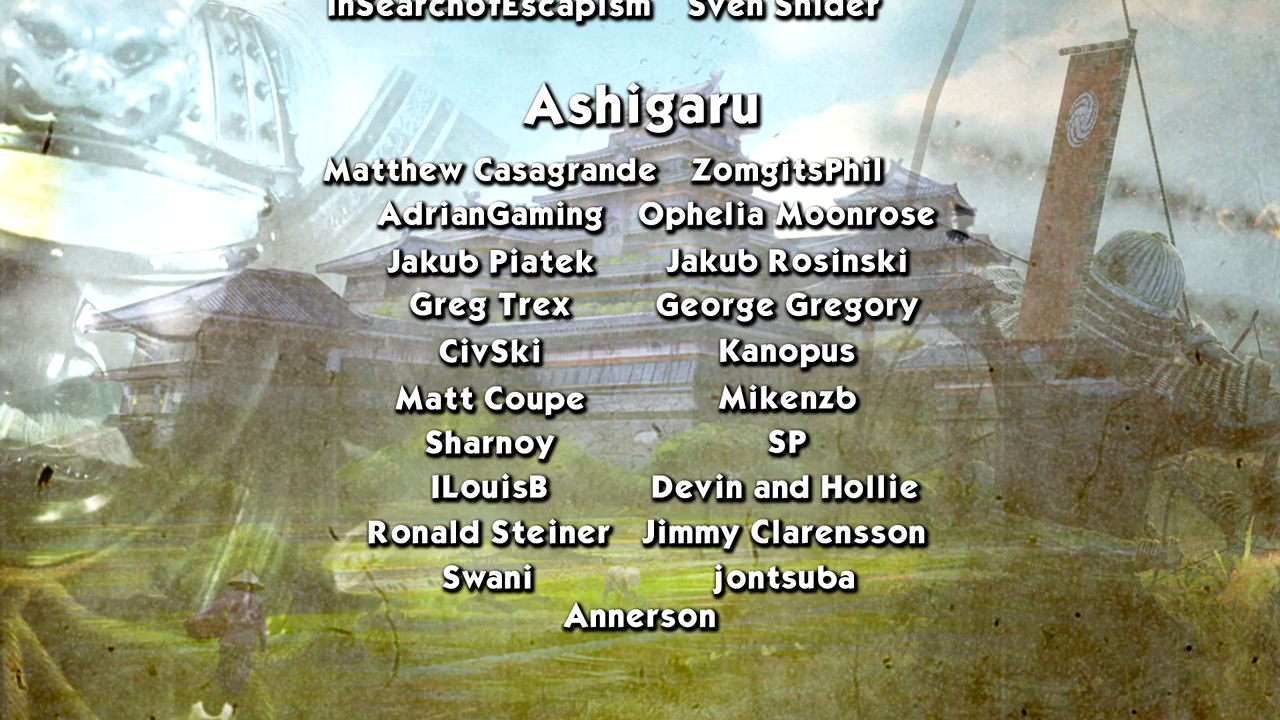 InSearchofEscapism Sven Snider
Ashigaru
Matthew Casagrande ZomgitsPhil
AdrianGaming Ophelia Moonrose
Jakub Piatek Jakub Rosinski
Greg Trex George Gregory
CivSki Kanopus
Matt Coupe Mikenzb
Sharnoy SP
ILouisB Devin and Hollie
Ronald Steiner Jimmy Clarensson
Swani jontsuba
Annerson